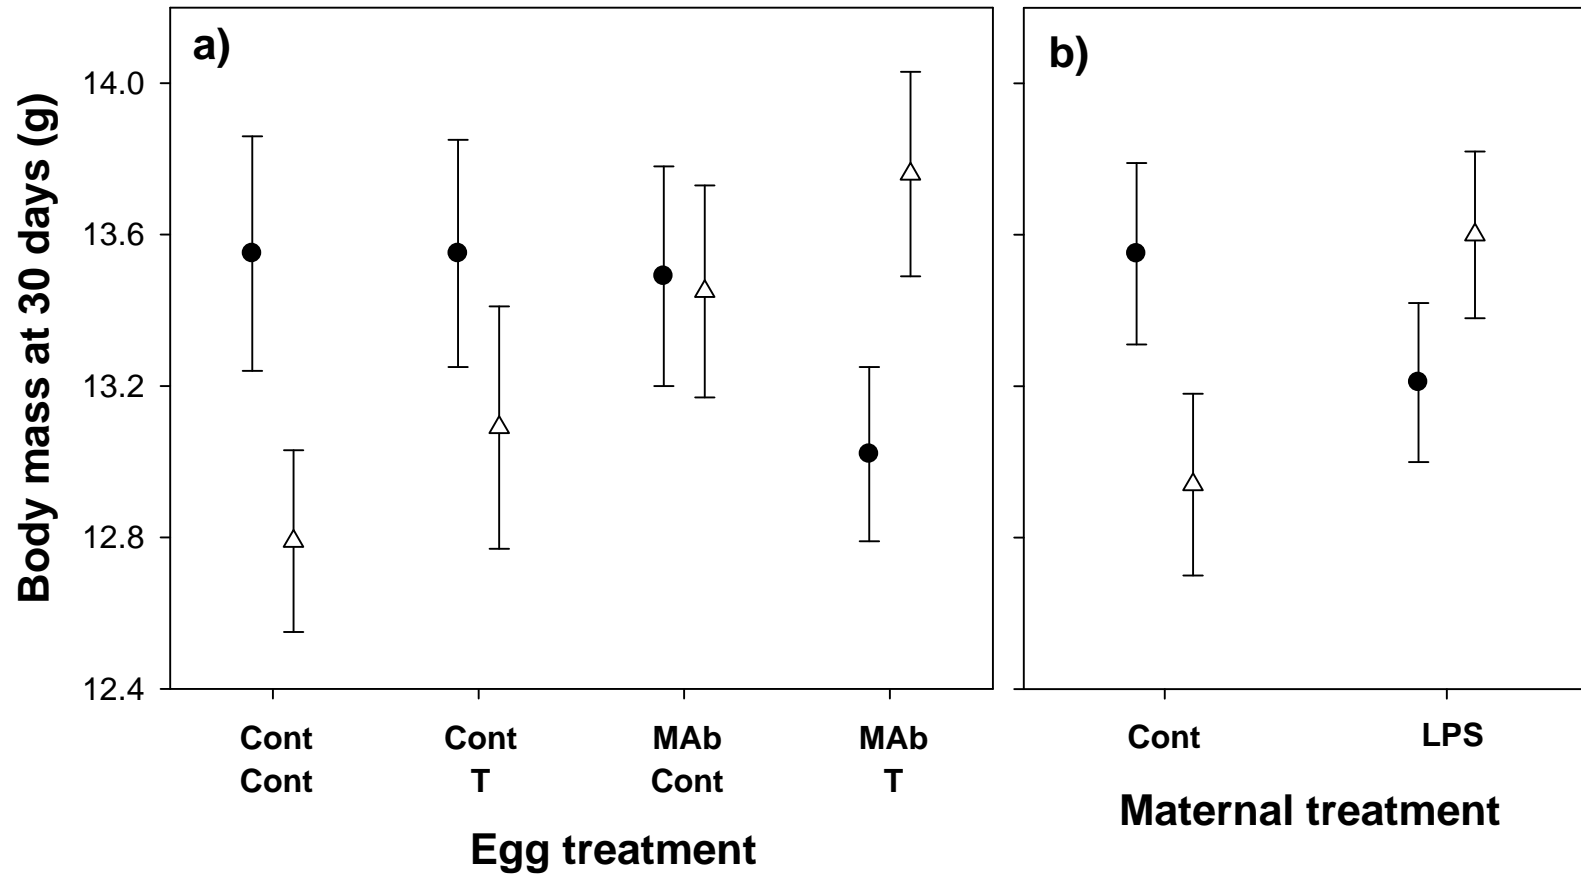 a)
b)
Body mass at 30 days (g)
14.0
13.6
13.2
12.8
12.4
Cont Cont MAb MAb
Cont T Cont T
Egg treatment
Cont LPS
Maternal treatment